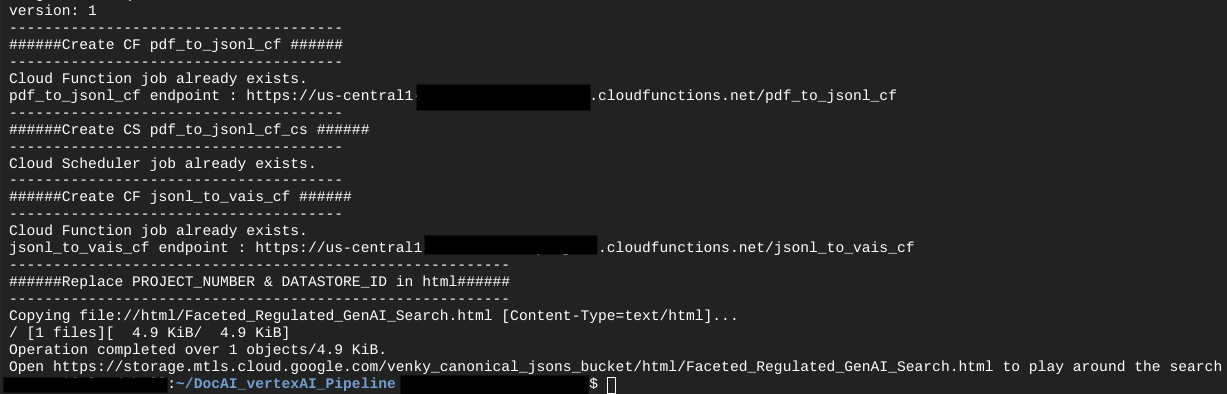 version: 1
--------------------------------------
######Create CF pdf_to_jsonl_cf ######
--------------------------------------
Cloud Function job already exists.
pdf_to_jsonl_cf endpoint : https://us-central1- .cloudfunctions.net/pdf_to_jsonl_cf
--------------------------------------
######Create CS pdf_to_jsonl_cf_cs ######
--------------------------------------
Cloud Scheduler job already exists.
--------------------------------------
######Create CF jsonl_to_vais_cf ######
--------------------------------------
Cloud Function job already exists.
jsonl_to_vais_cf endpoint : https://us-central1 .cloudfunctions.net/jsonl_to_vais_cf
---------------------------------------------------------
######Replace PROJECT_NUMBER & DATASTORE_ID in html######
---------------------------------------------------------
Copying file://html/Faceted_Regulated_GenAI_Search.html [Content-Type=text/html]...
/ [1 files][  4.9 KiB/  4.9 KiB]
Operation completed over 1 objects/4.9 KiB.
Open https://storage.mtls.cloud.google.com/venky_canonical_jsons_bucket/html/Faceted_Regulated_GenAI_Search.html to play around the search
:~/DocAI_vertexAI_Pipeline $